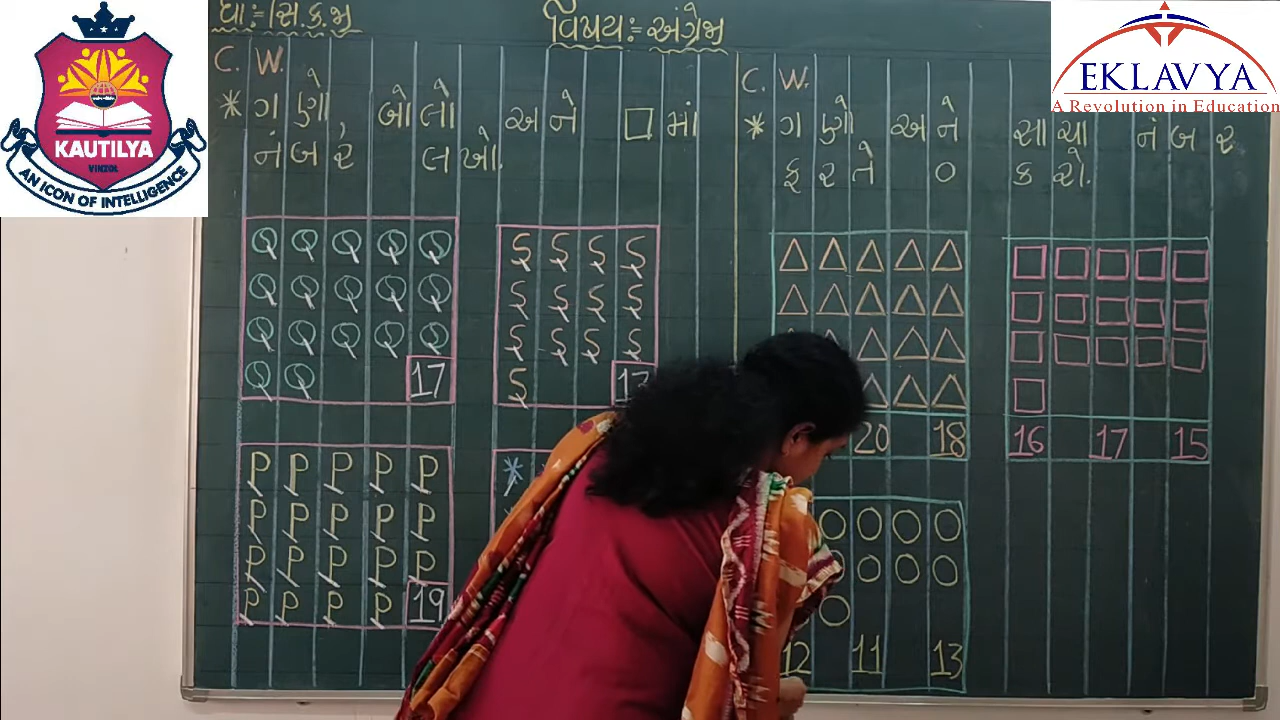 ધોઃ-સિ.ક.જી
વિષયઃ- અંગ્રેજી
KAUTILYA
VINZOL
AN ICON OF INTELLIGENCE
EKLAVYA
A Revolution in Education
C. W.
* ગણો, બોલો અને □ માં
નંબર લખો.
Q Q Q Q Q
Q Q Q Q Q
Q Q Q Q Q
Q Q 17
S S S S
S S S S
S S S S
S 13
P P P P P
P P P P P
P P P P P
P P P P 19
*
C. W.
* ગણો અને સાચા નંબર
ફરતે ○ કરો.
△ △ △ △ △
△ △ △ △ △
△ △ △ △ △
△ △ △
20 18
□ □ □ □ □
□ □ □ □ □
□ □ □ □ □
□
16 17 15
○ ○ ○ ○
○ ○ ○ ○
○
12 11 13